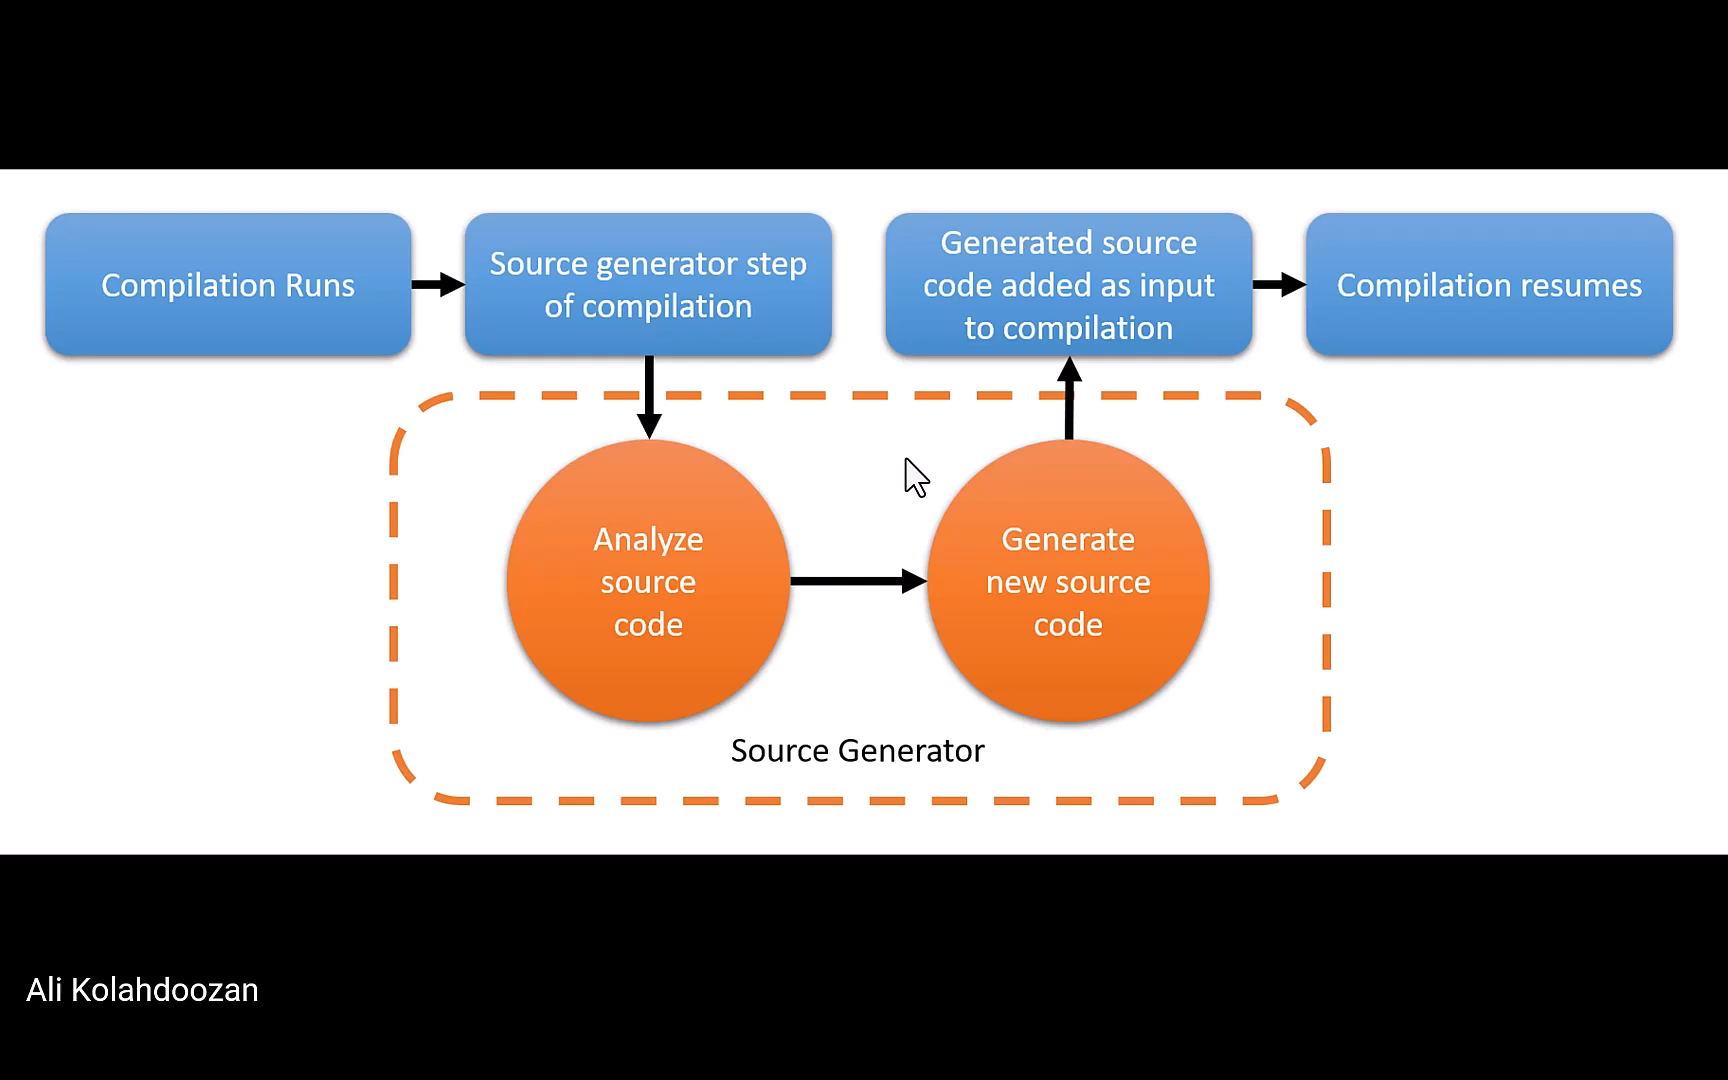 Compilation Runs
Source generator step
of compilation
Generated source
code added as input
to compilation
Compilation resumes
Analyze
source
code
Generate
new source
code
Source Generator
Ali Kolahdoozan